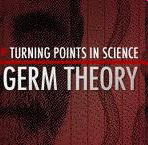 TURNING POINTS IN SCIENCE
GERM THEORY